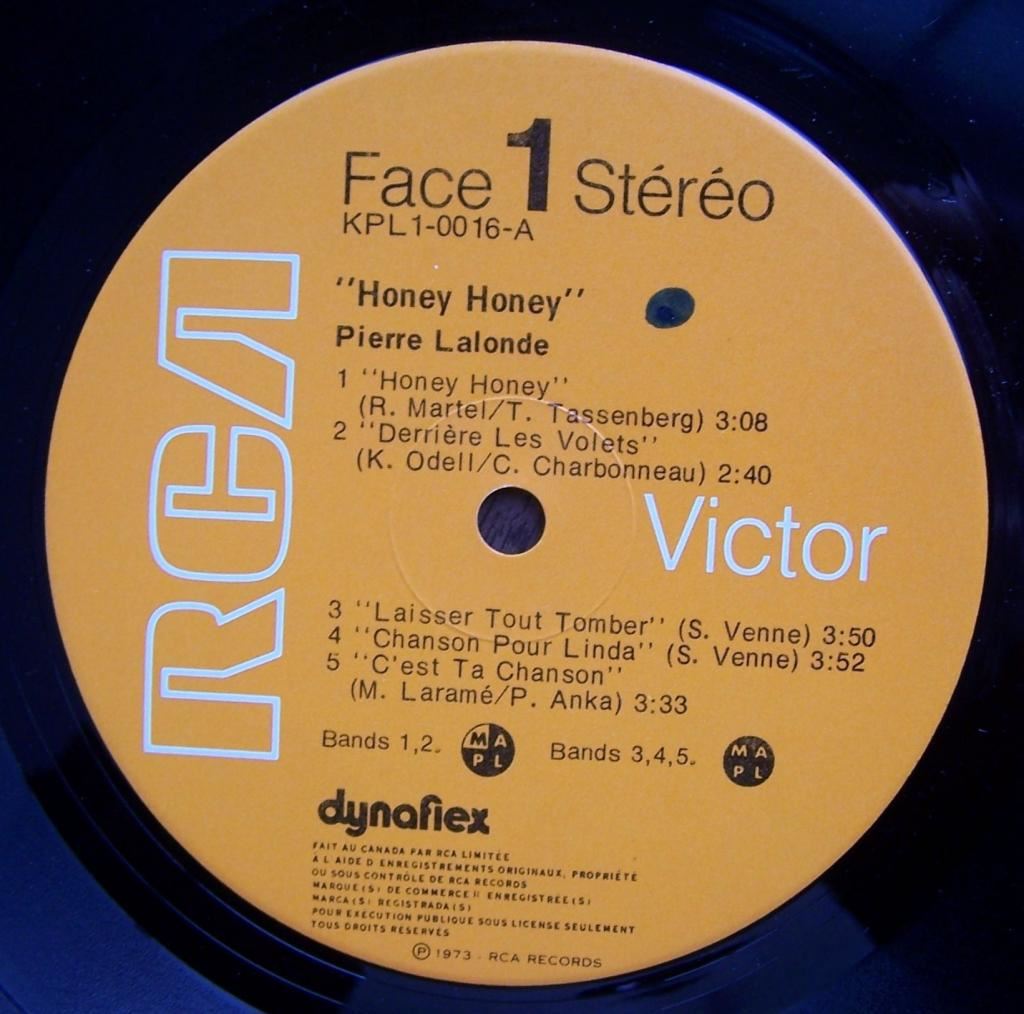 Face 1 Stéréo
KPL1-0016-A
"Honey Honey"
Pierre Lalonde
1 "Honey Honey"
(R. Martel/T. Tassenberg) 3:08
2 "Derrière Les Volets"
(K. Odell/C. Charbonneau) 2:40
RCA
Victor
3 "Laisser Tout Tomber" (S. Venne) 3:50
4 "Chanson Pour Linda" (S. Venne) 3:52
5 "C'est Ta Chanson"
(M. Laramé/P. Anka) 3:33
Bands 1,2. MAPL Bands 3,4,5. MAPL
dynaflex
FAIT AU CANADA PAR RCA LIMITÉE
À L AIDE D ENREGISTREMENTS ORIGINAUX, PROPRIÉTÉ
OU SOUS CONTRÔLE DE RCA RECORDS
MARQUE(S) DE COMMERCE ENREGISTRÉE(S)
MARCA(S) REGISTRADA(S)
POUR EXÉCUTION PUBLIQUE SOUS LICENSE SEULEMENT
TOUS DROITS RÉSERVÉS
℗ 1973 - RCA RECORDS